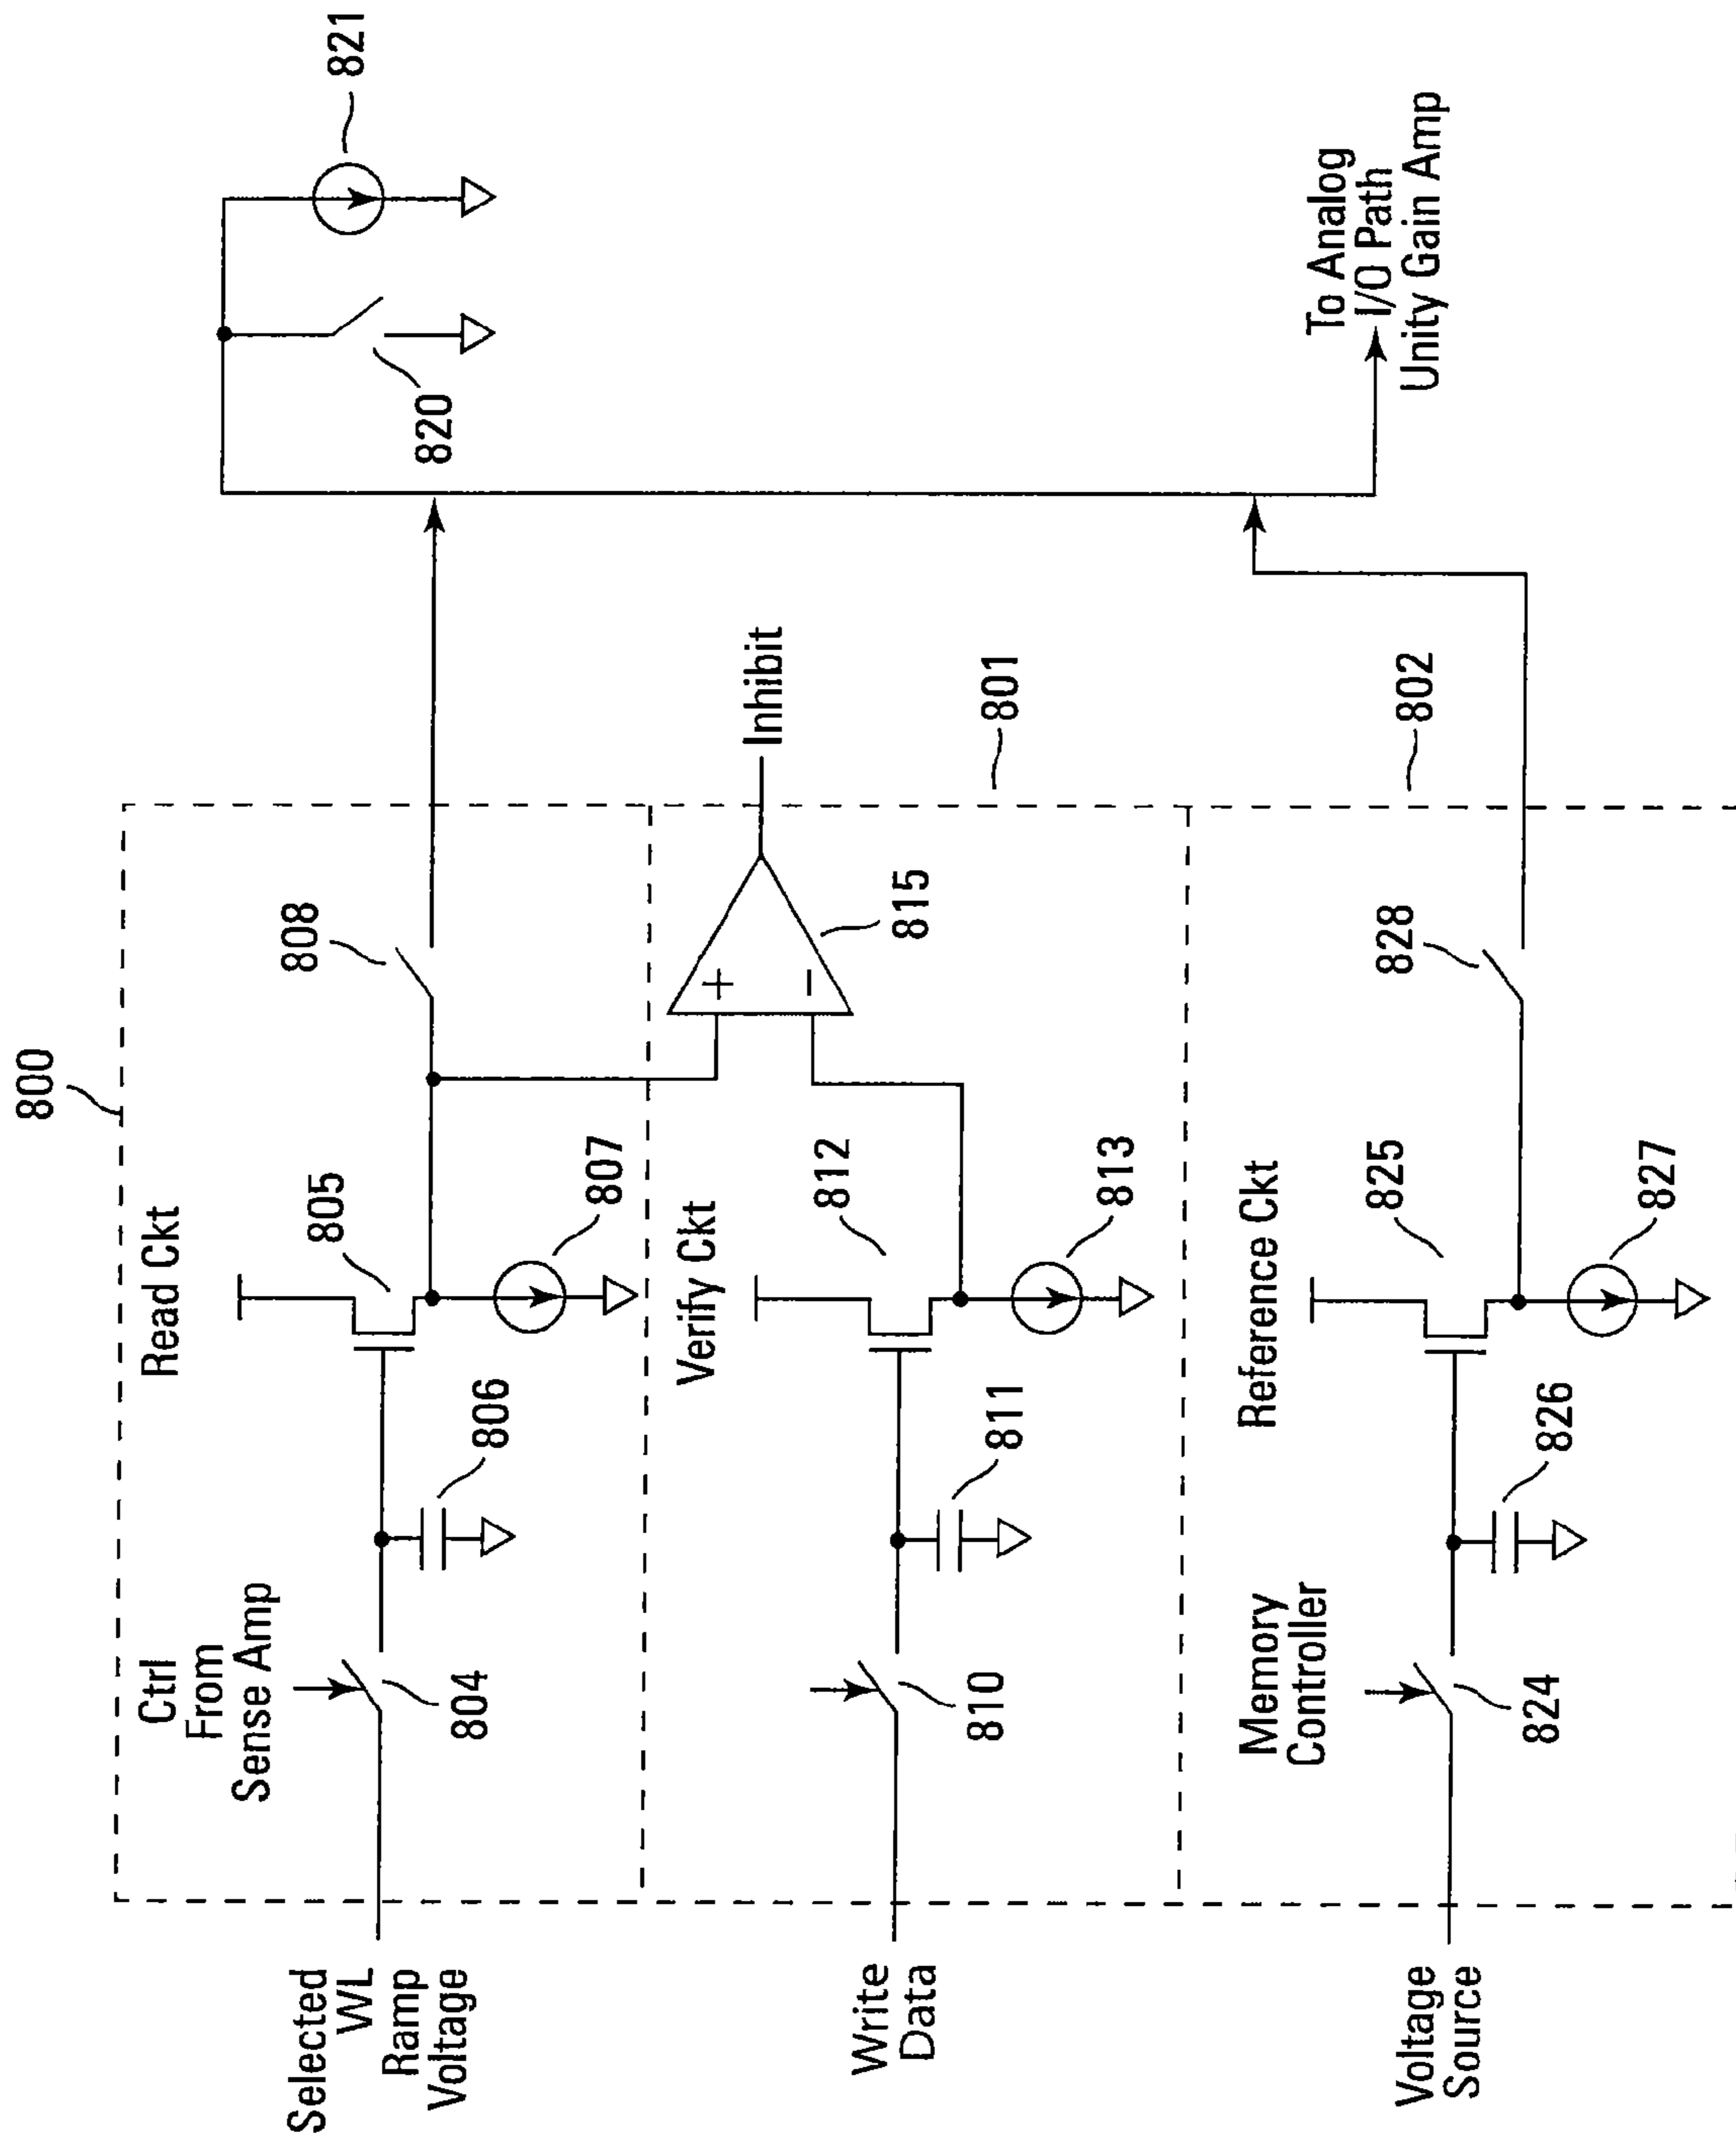 800
Read Ckt
Ctrl
From
Sense Amp
Selected
WL
Ramp
Voltage
804
805
806
807
808
820
821
Verify Ckt
Write
Data
810
811
812
813
+
−
815
Inhibit
801
Reference Ckt
Memory
Controller
Voltage
Source
824
825
826
827
828
802
To Analog
I/O Path
Unity Gain Amp